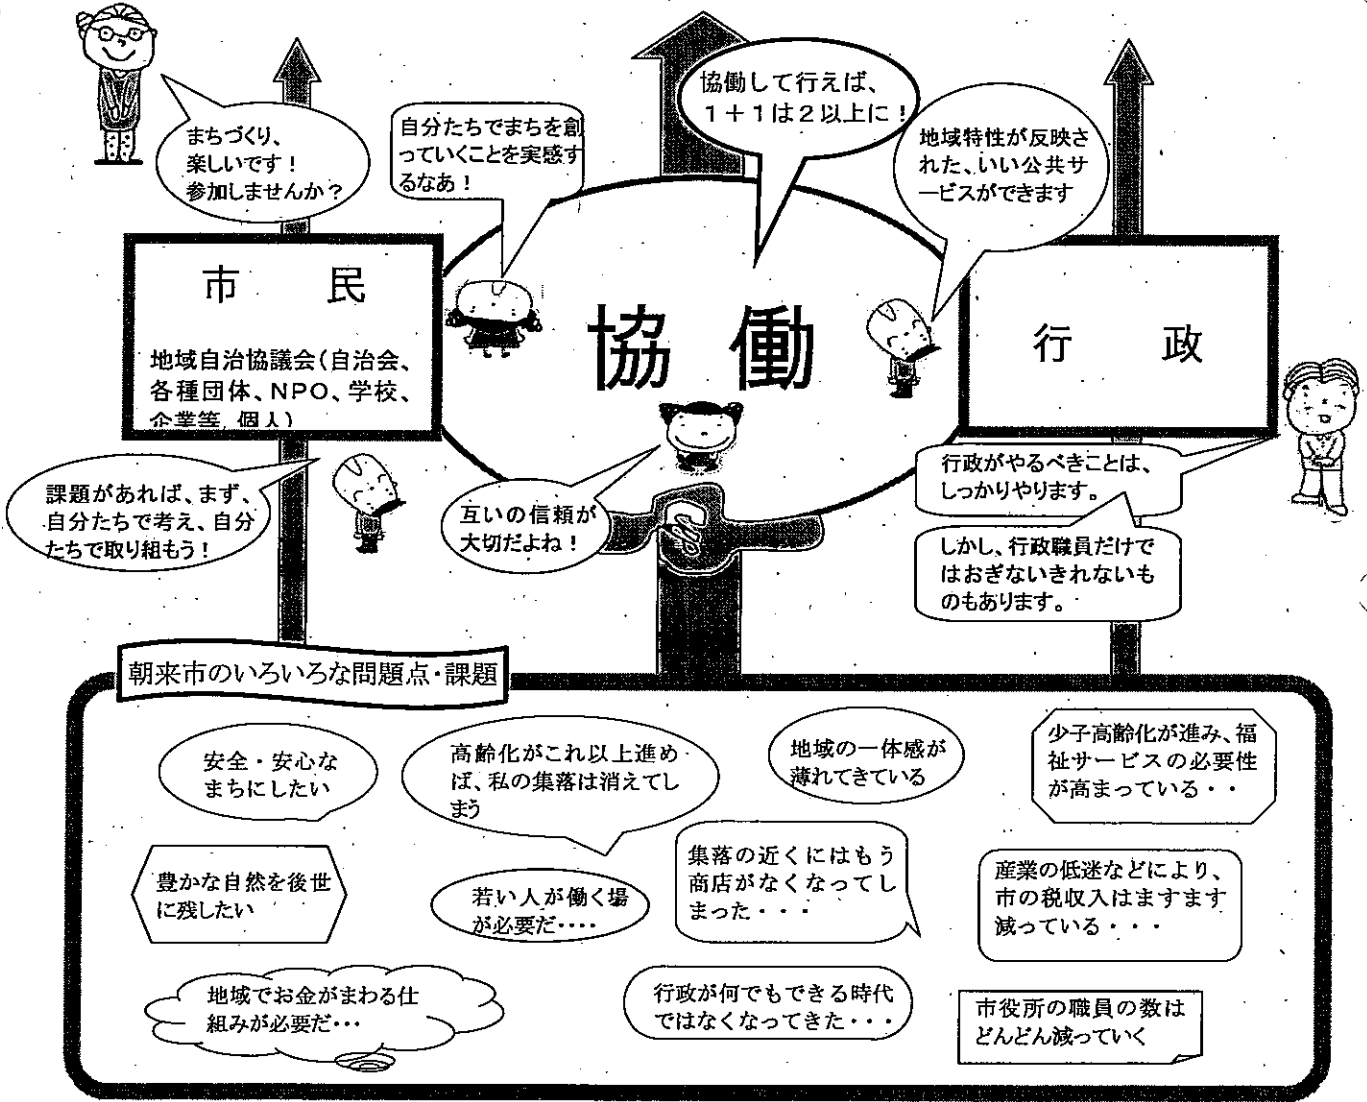 まちづくり、
楽しいです！
参加しませんか？
自分たちでまちを創
っていくことを実感す
るなあ！
協働して行えば、
１＋１は２以上に！
地域特性が反映さ
れた、いい公共サ
ービスができます
市　民
地域自治協議会（自治会、
各種団体、NPO、学校、
企業等、個人）
協　働
行　政
課題があれば、まず、
自分たちで考え、自分
たちで取り組もう！
互いの信頼が
大切だよね！
行政がやるべきことは、
しっかりやります。
しかし、行政職員だけで
はおぎないきれないも
のもあります。
朝来市のいろいろな問題点・課題
安全・安心な
まちにしたい
高齢化がこれ以上進め
ば、私の集落は消えてし
まう
地域の一体感が
薄れてきている
少子高齢化が進み、福
祉サービスの必要性
が高まっている・・
豊かな自然を後世
に残したい
若い人が働く場
が必要だ・・・・
集落の近くにはもう
商店がなくなってし
まった・・・
産業の低迷などにより、
市の税収入はますます
減っている・・・
地域でお金がまわる仕
組みが必要だ・・・
行政が何でもできる時代
ではなくなってきた・・・
市役所の職員の数は
どんどん減っていく